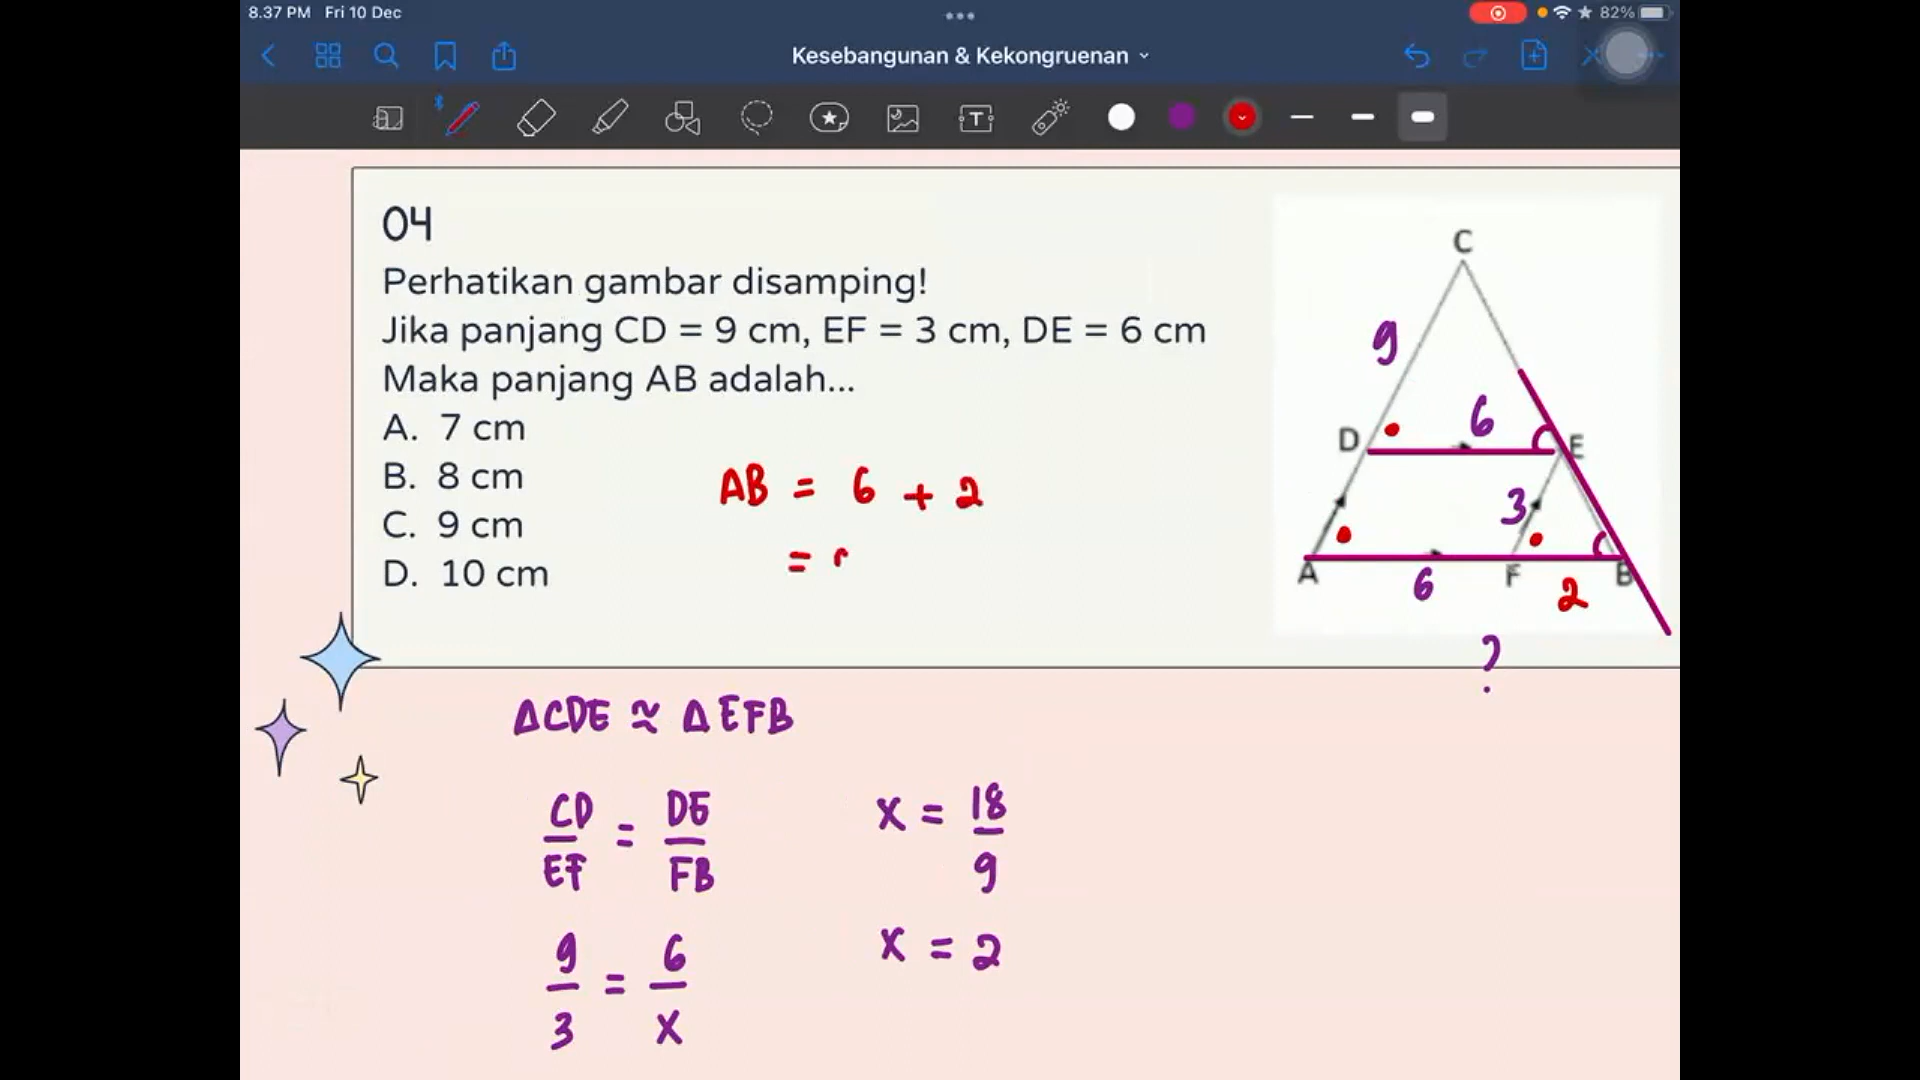 8.37 PM Fri 10 Dec
82%
Kesebangunan & Kekongruenan
T
04
Perhatikan gambar disamping!
Jika panjang CD = 9 cm, EF = 3 cm, DE = 6 cm
Maka panjang AB adalah...
A. 7 cm
B. 8 cm
C. 9 cm
D. 10 cm
AB = 6 + 2
=
C
9
D
6
E
3
A
F
B
6
2
?
ΔCDE ≈ ΔEFB
CD/EF = DE/FB
9/3 = 6/x
x = 18/9
x = 2